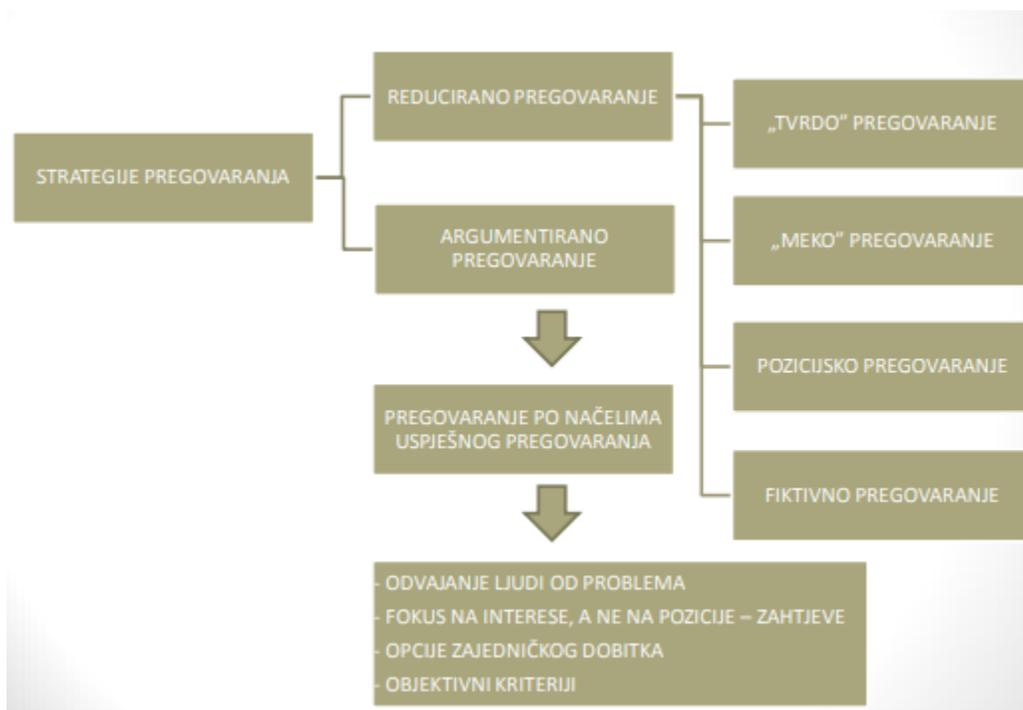 STRATEGIJE PREGOVARANJA
REDUCIRANO PREGOVARANJE
ARGUMENTIRANO
PREGOVARANJE
PREGOVARANJE PO NAČELIMA
USPJEŠNOG PREGOVARANJA
- ODVAJANJE LJUDI OD PROBLEMA
- FOKUS NA INTERESE, A NE NA POZICIJE – ZAHTJEVE
- OPCIJE ZAJEDNIČKOG DOBITKA
- OBJEKTIVNI KRITERIJI
„TVRDO” PREGOVARANJE
„MEKO” PREGOVARANJE
POZICIJSKO PREGOVARANJE
FIKTIVNO PREGOVARANJE